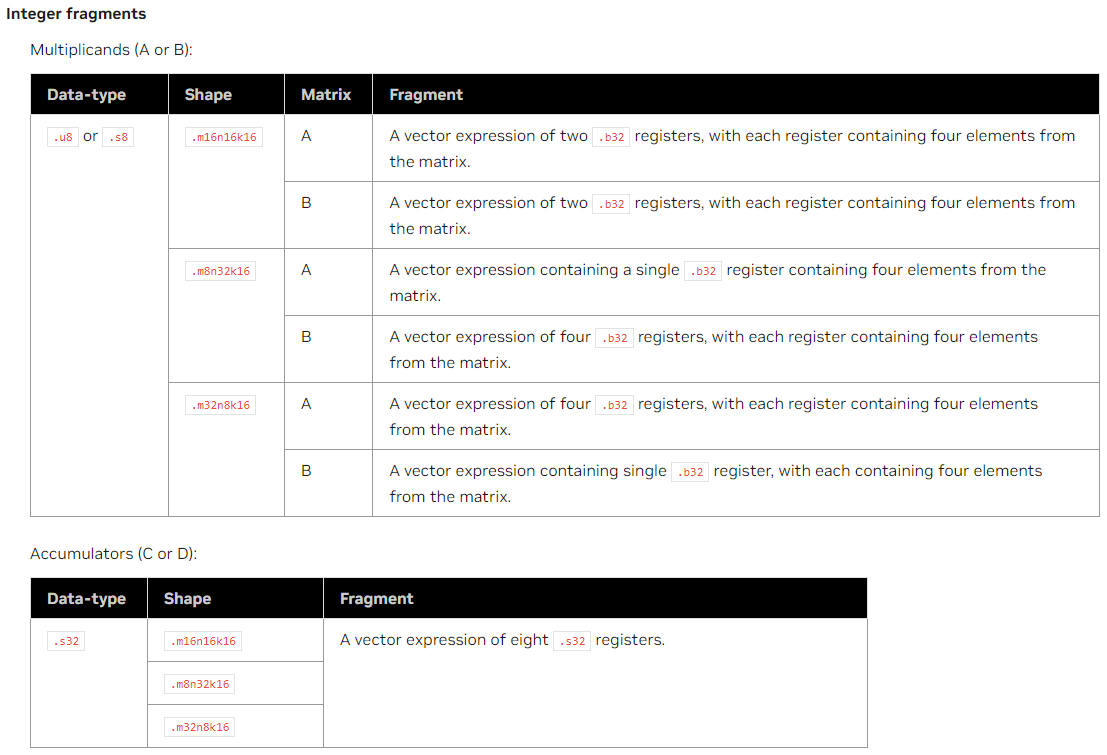 Integer fragments
Multiplicands (A or B):
Data-type Shape Matrix Fragment
.u8 or .s8 .m16n16k16 A A vector expression of two .b32 registers, with each register containing four elements from
the matrix.
B A vector expression of two .b32 registers, with each register containing four elements from
the matrix.
.m8n32k16 A A vector expression containing a single .b32 register containing four elements from the
matrix.
B A vector expression of four .b32 registers, with each register containing four elements
from the matrix.
.m32n8k16 A A vector expression of four .b32 registers, with each register containing four elements
from the matrix.
B A vector expression containing single .b32 register, with each containing four elements
from the matrix.
Accumulators (C or D):
Data-type Shape Fragment
.s32 .m16n16k16 A vector expression of eight .s32 registers.
.m8n32k16
.m32n8k16